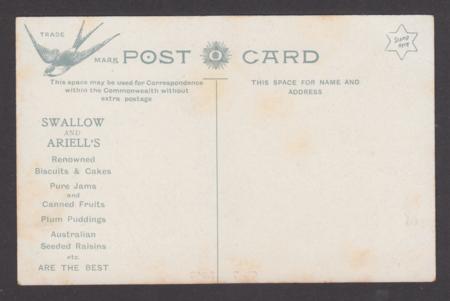 TRADE
MARK
POST CARD
Stamp
Here
This space may be used for Correspondence
within the Commonwealth without
extra postage
THIS SPACE FOR NAME AND
ADDRESS
SWALLOW
AND
ARIELL'S
Renowned
Biscuits & Cakes
Pure Jams
and
Canned Fruits
Plum Puddings
Australian
Seeded Raisins
etc.
ARE THE BEST